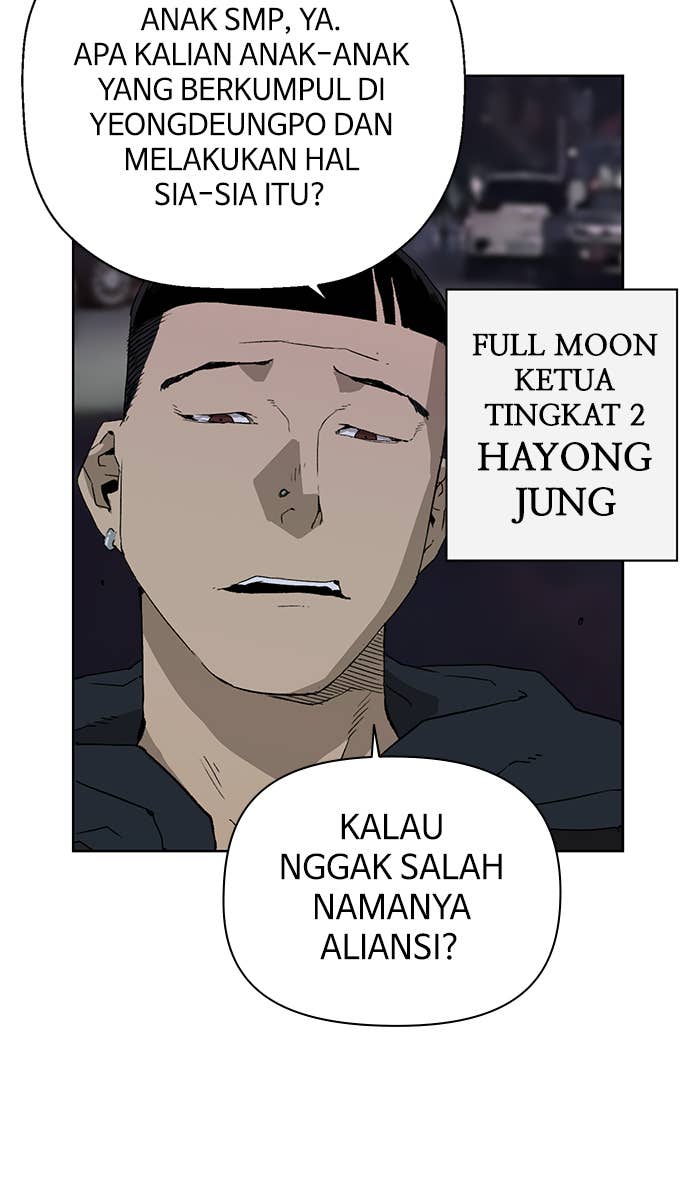 ANAK SMP, YA.
APA KALIAN ANAK-ANAK
YANG BERKUMPUL DI
YEONGDEUNGPO DAN
MELAKUKAN HAL
SIA-SIA ITU?
FULL MOON
KETUA
TINGKAT 2
HAYONG
JUNG
KALAU
NGGAK SALAH
NAMANYA
ALIANSI?